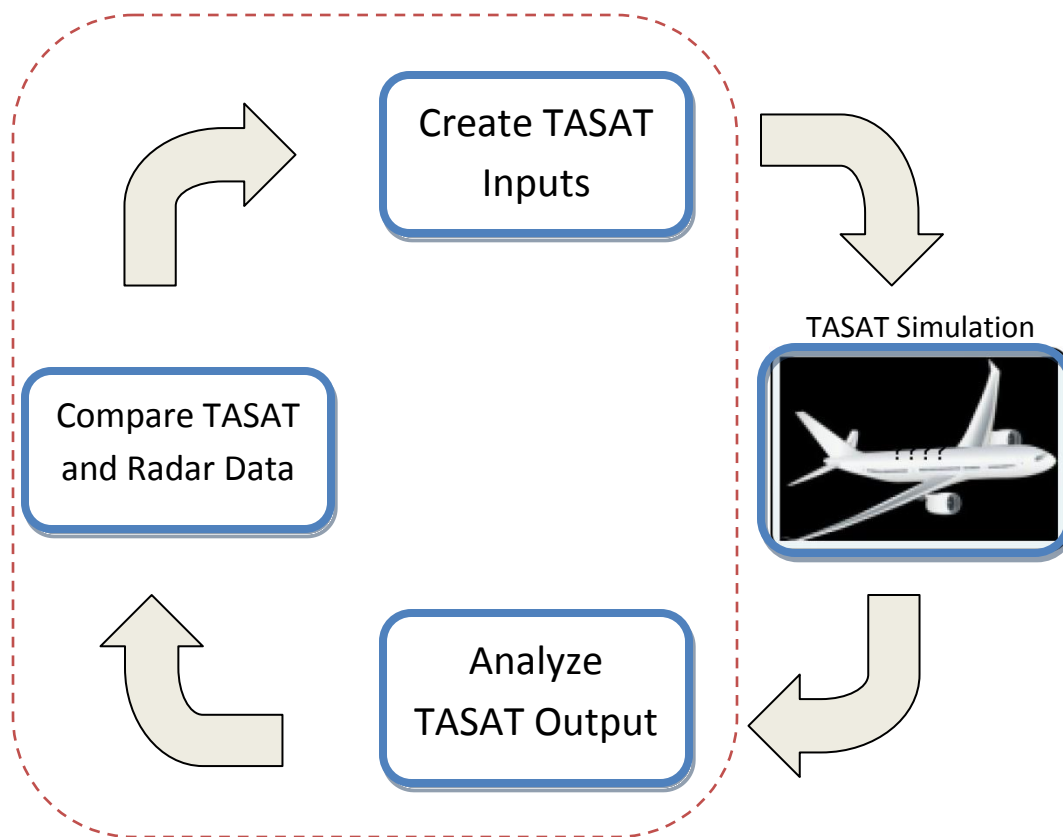 Create TASAT
Inputs
TASAT Simulation
Compare TASAT
and Radar Data
????
Analyze
TASAT Output